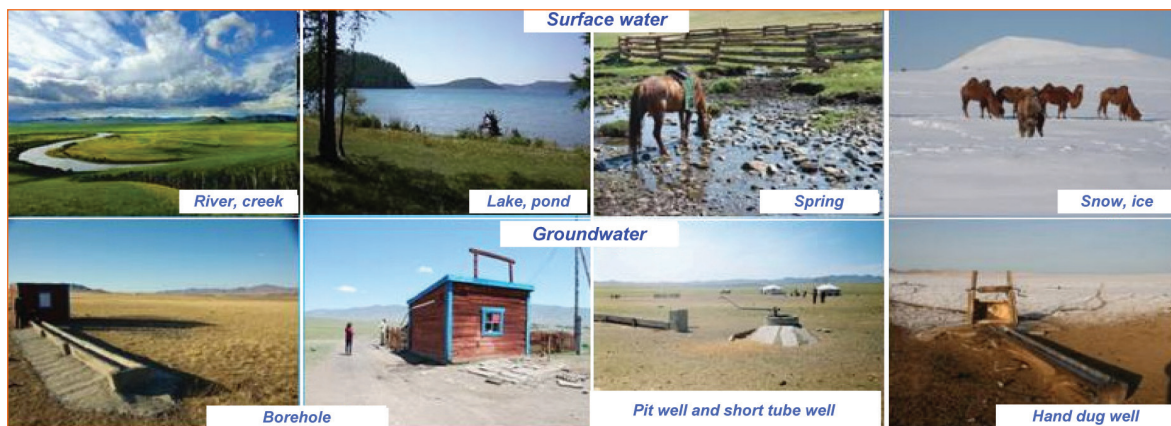 Surface water
River, creek
Lake, pond
Spring
Snow, ice
Groundwater
Borehole
Pit well and short tube well
Hand dug well